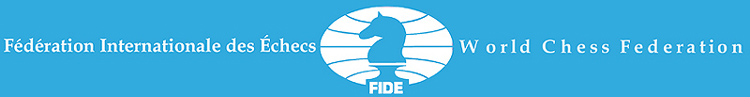 Fédération Internationale des Échecs
FIDE
World Chess Federation